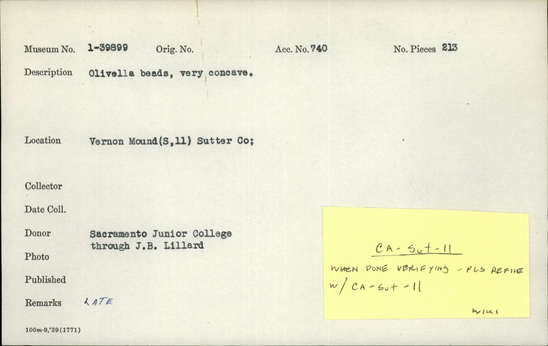 Museum No. 1-39899 Orig. No. Acc. No. 740 No. Pieces 213
Description Olivella beads, very concave.
Location Vernon Mound(S,11) Sutter Co;
Collector
Date Coll.
Donor Sacramento Junior College
through J.B. Lillard
Photo
Published
Remarks LATE
100m-9,'29(1771)
CA-Sut-11
WHEN DONE VERIFYING - PLS REFILE
W/ CA-Sut-11